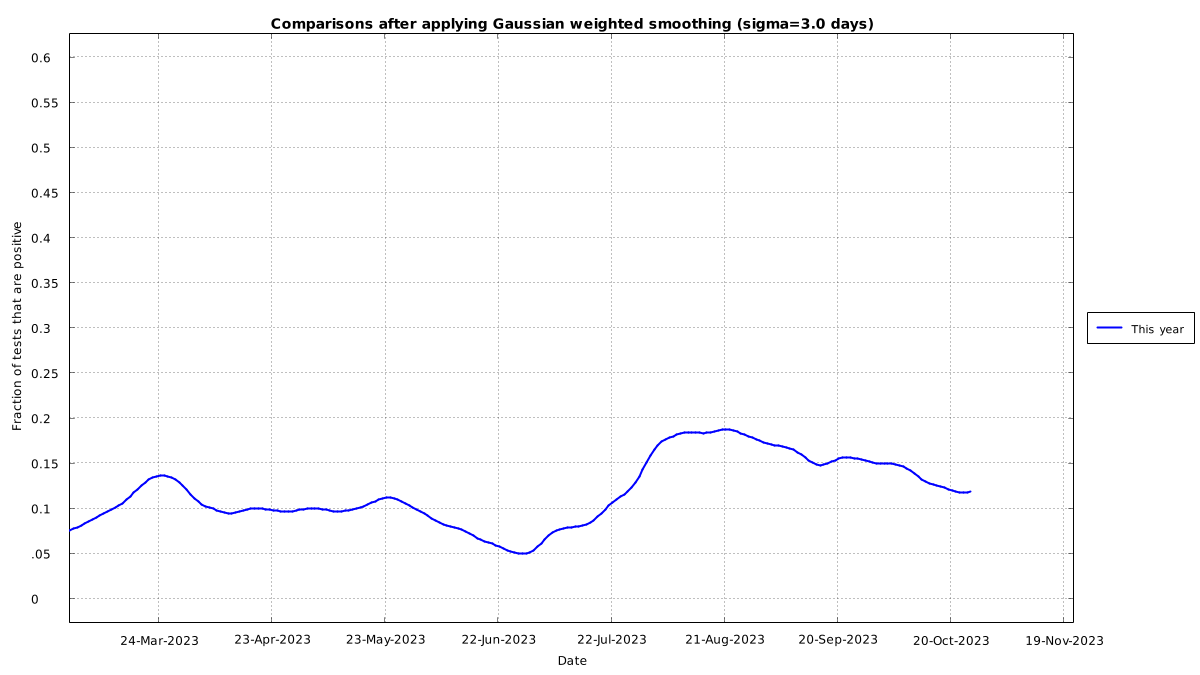 Comparisons after applying Gaussian weighted smoothing (sigma=3.0 days)
0.6
0.55
0.5
0.45
0.4
0.35
0.3
0.25
0.2
0.15
0.1
.05
0
Fraction of tests that are positive
This year
24-Mar-2023 23-Apr-2023 23-May-2023 22-Jun-2023 22-Jul-2023 21-Aug-2023 20-Sep-2023 20-Oct-2023 19-Nov-2023
Date